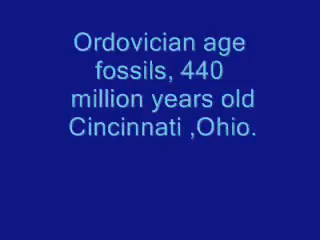 Ordovician age
fossils, 440
million years old
Cincinnati ,Ohio.